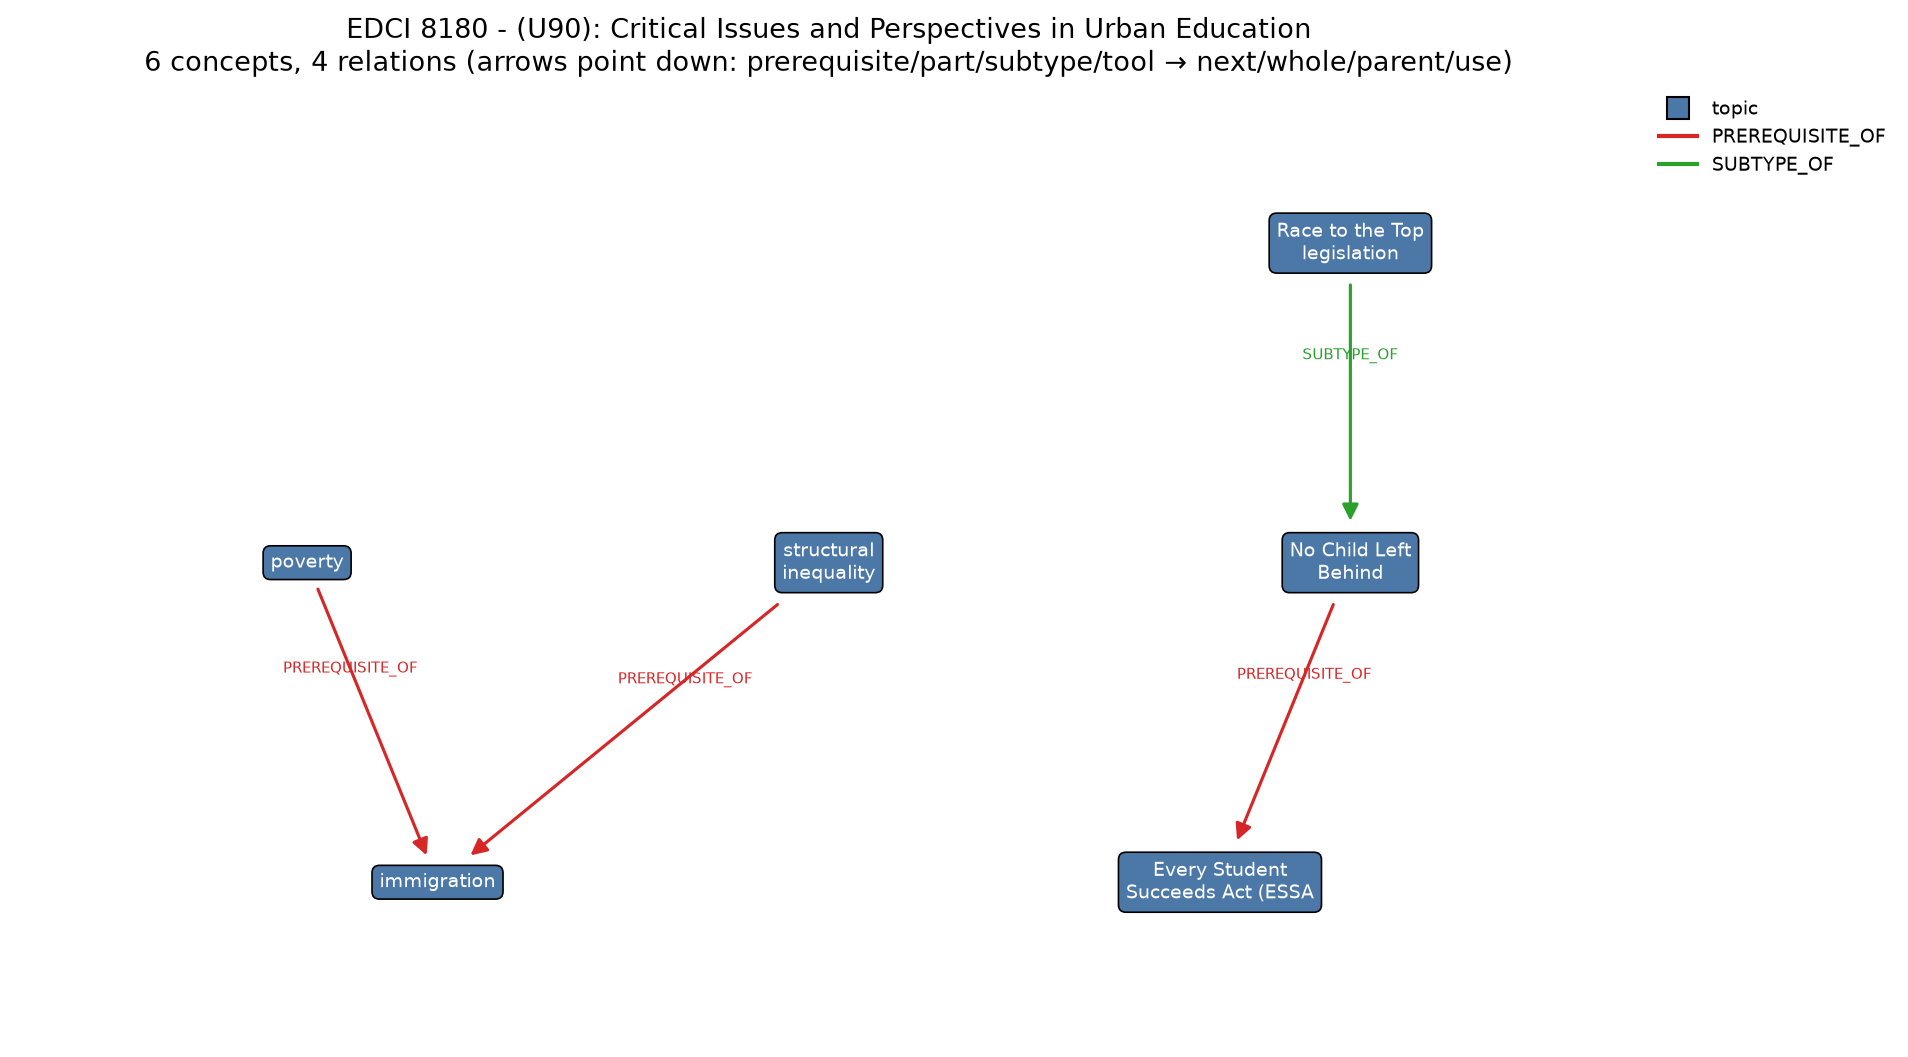 EDCI 8180 - (U90): Critical Issues and Perspectives in Urban Education
6 concepts, 4 relations (arrows point down: prerequisite/part/subtype/tool → next/whole/parent/use)
topic
PREREQUISITE_OF
SUBTYPE_OF
Race to the Top
legislation
SUBTYPE_OF
poverty
structural
inequality
No Child Left
Behind
PREREQUISITE_OF
PREREQUISITE_OF
PREREQUISITE_OF
immigration
Every Student
Succeeds Act (ESSA